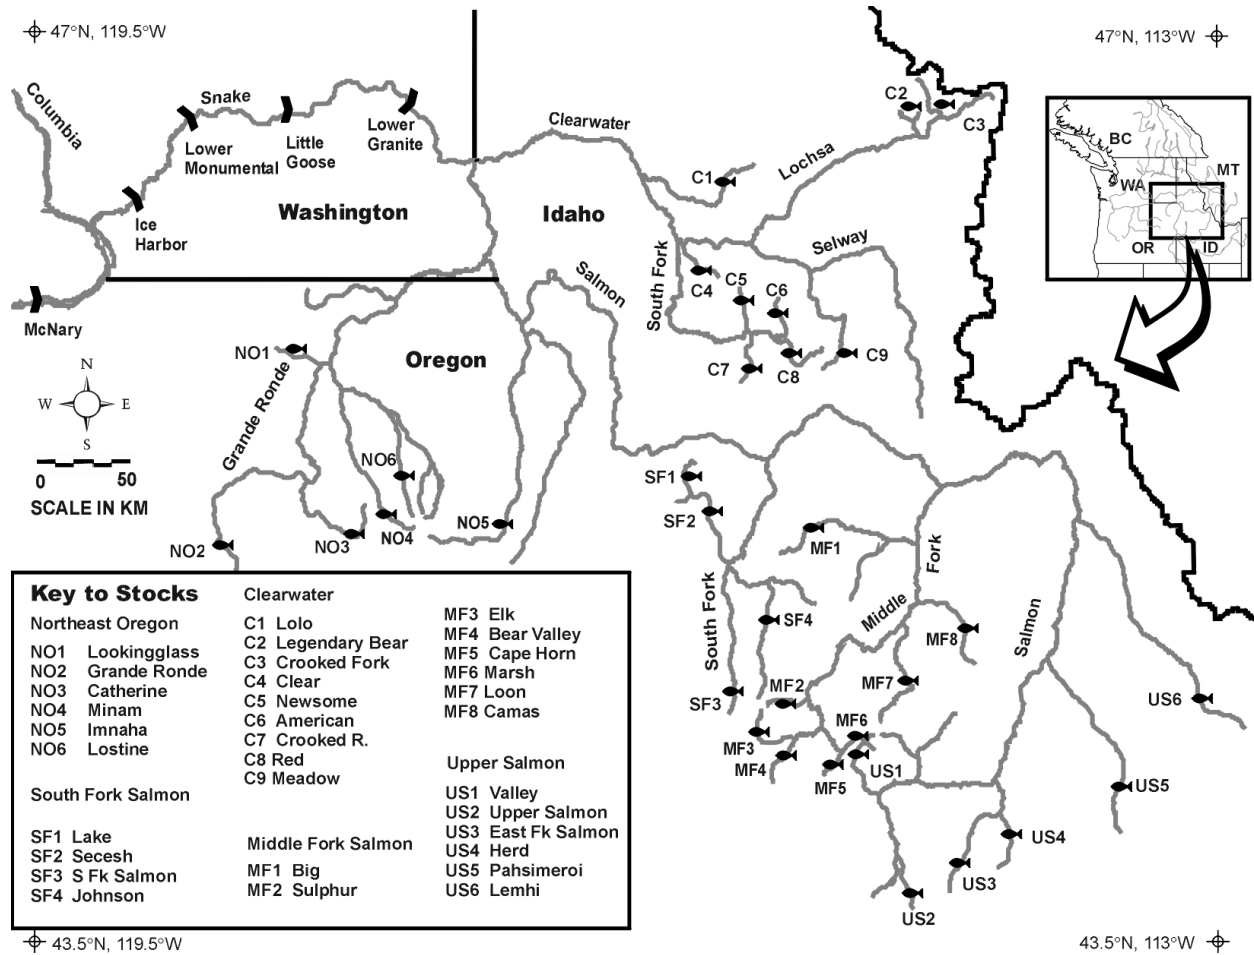 47°N, 119.5°W
47°N, 113°W
Columbia
Snake
Lower
Monumental
Little
Goose
Lower
Granite
Clearwater
C2
C3
Lochsa
C1
BC
MT
WA
OR
ID
Ice
Harbor
Washington
Idaho
Selway
South Fork
Salmon
C4
C5
C6
C7
C8
C9
McNary
N
W
E
S
0
50
SCALE IN KM
NO1
Oregon
Grande Ronde
NO6
NO2
NO3
NO4
NO5
SF1
SF2
MF1
Fork
Middle
South Fork
SF4
SF3
MF2
MF3
MF4
MF5
MF6
MF7
MF8
Salmon
US1
US2
US3
US4
US5
US6
Key to Stocks
Northeast Oregon
NO1 Lookingglass
NO2 Grande Ronde
NO3 Catherine
NO4 Minam
NO5 Imnaha
NO6 Lostine
South Fork Salmon
SF1 Lake
SF2 Secesh
SF3 S Fk Salmon
SF4 Johnson
Clearwater
C1 Lolo
C2 Legendary Bear
C3 Crooked Fork
C4 Clear
C5 Newsome
C6 American
C7 Crooked R.
C8 Red
C9 Meadow
Middle Fork Salmon
MF1 Big
MF2 Sulphur
MF3 Elk
MF4 Bear Valley
MF5 Cape Horn
MF6 Marsh
MF7 Loon
MF8 Camas
Upper Salmon
US1 Valley
US2 Upper Salmon
US3 East Fk Salmon
US4 Herd
US5 Pahsimeroi
US6 Lemhi
43.5°N, 119.5°W
43.5°N, 113°W